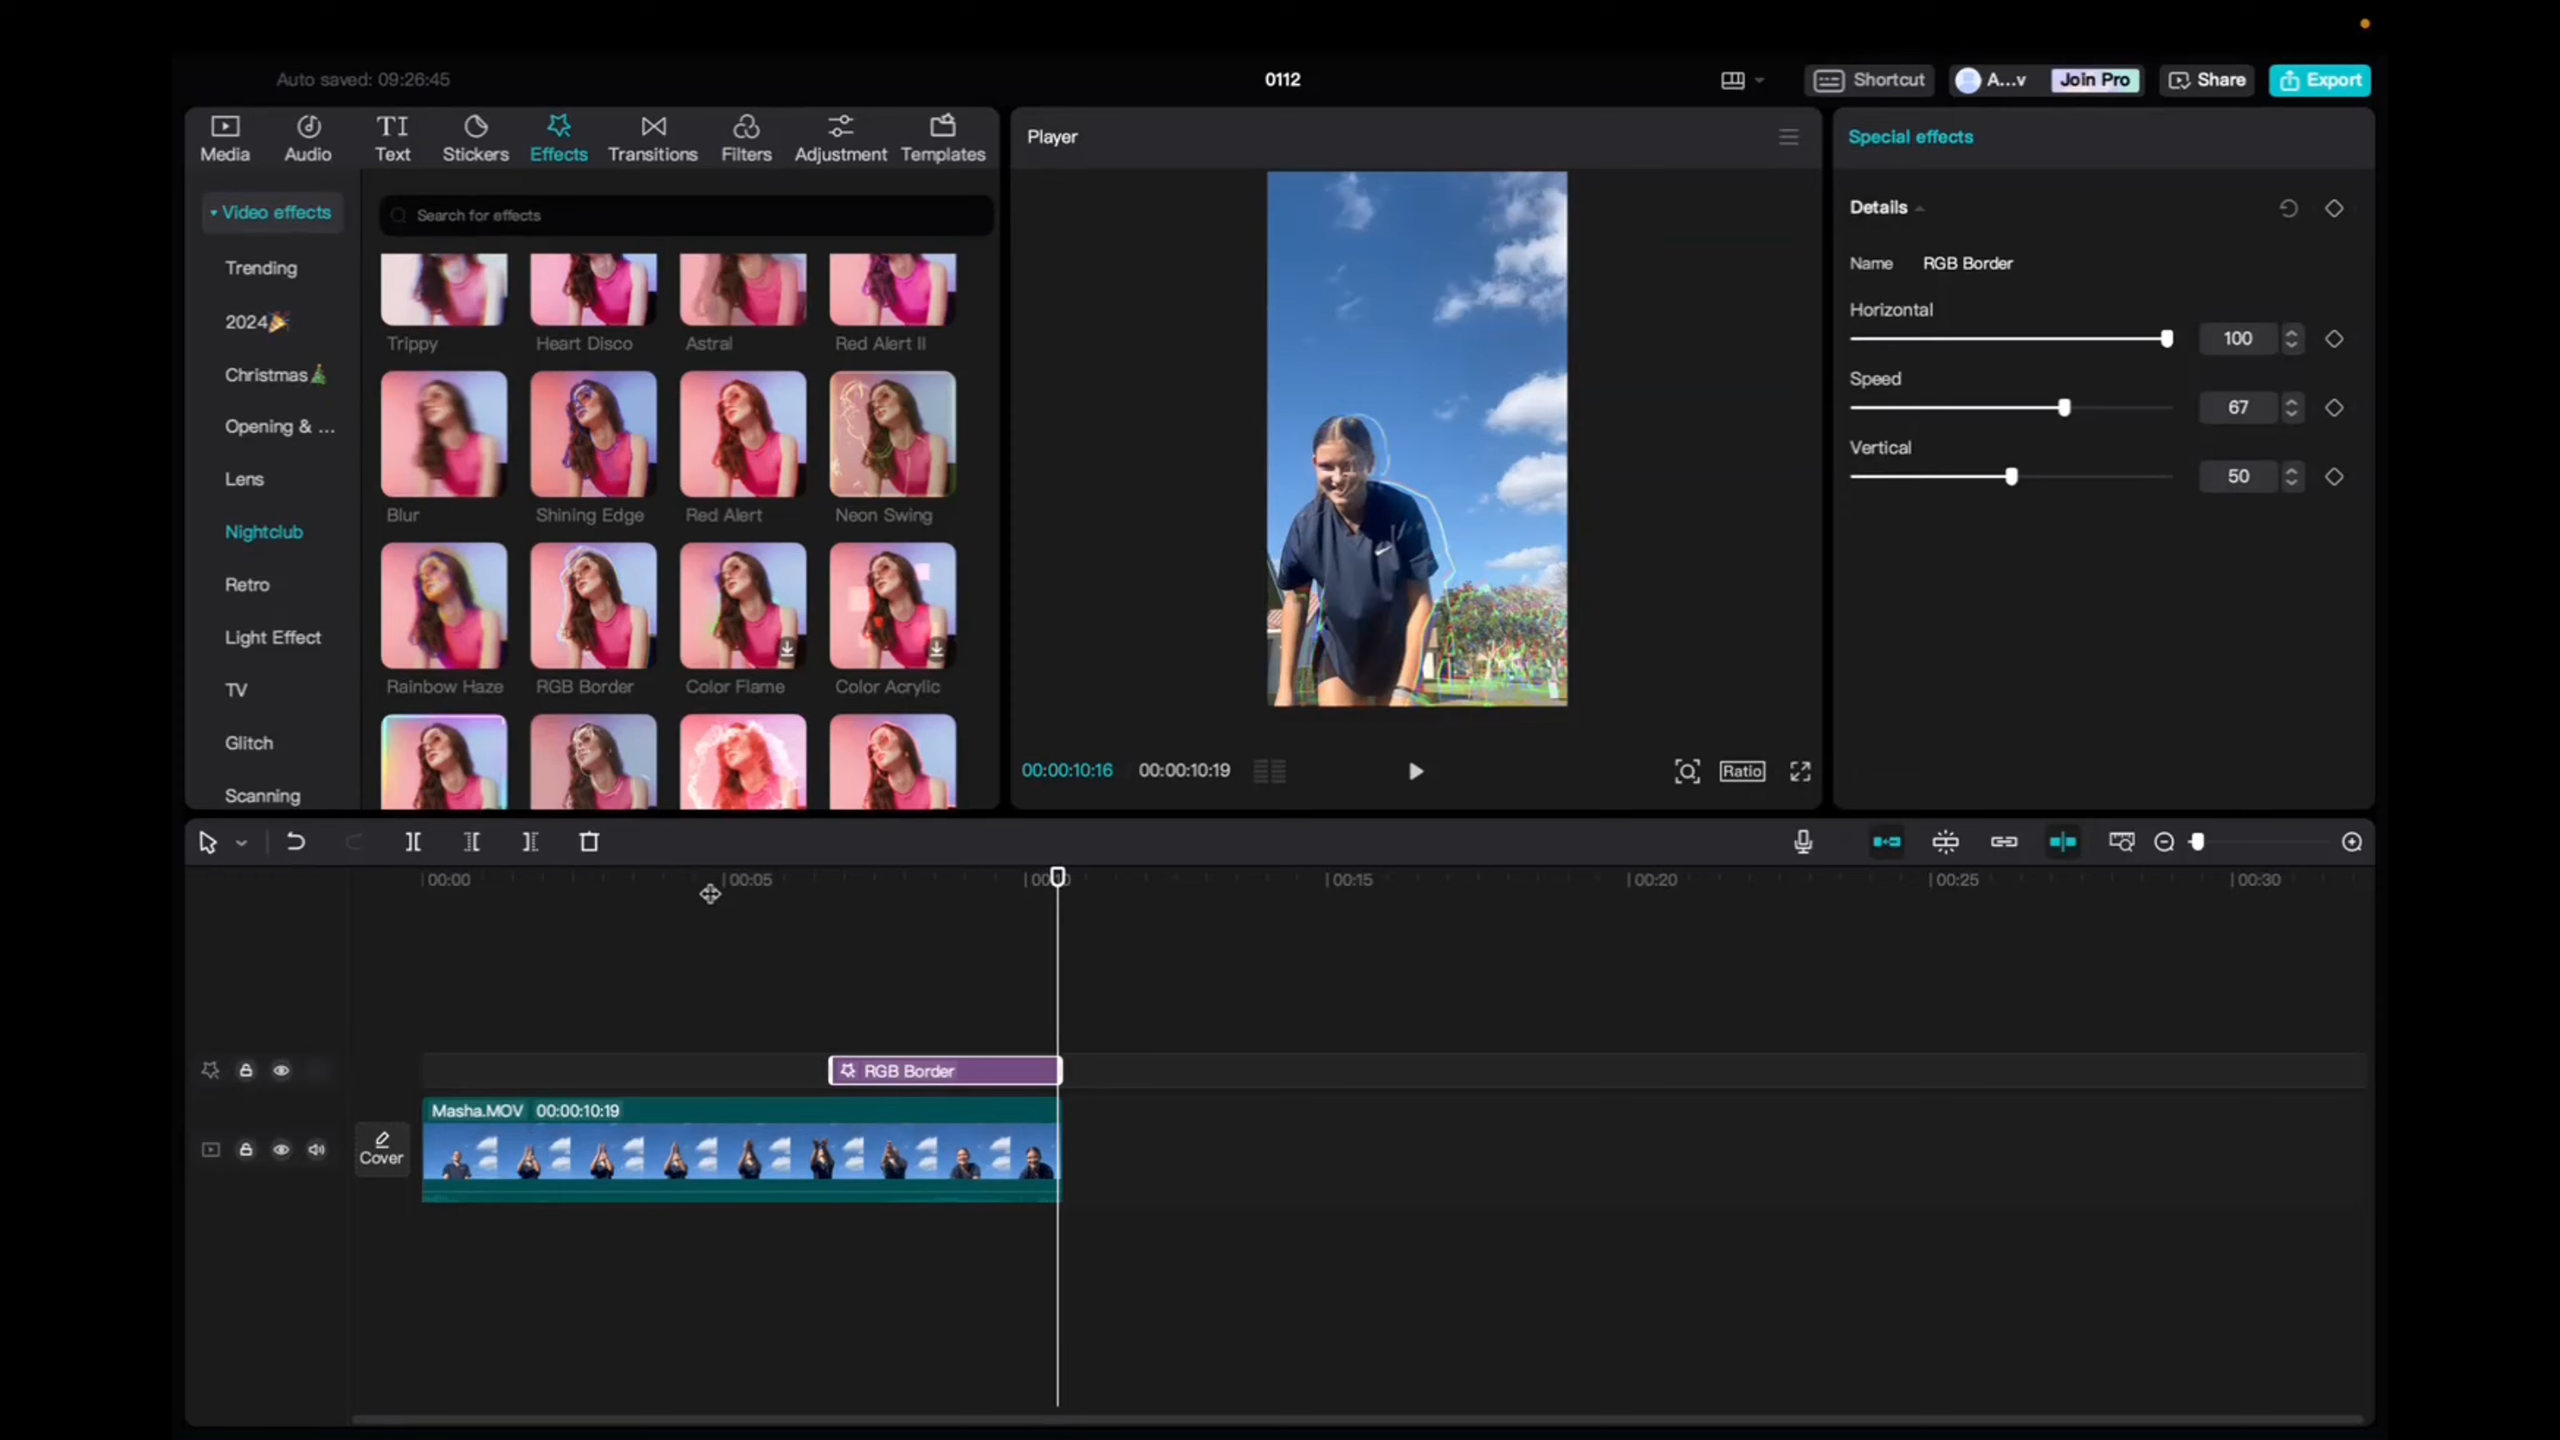 Auto saved: 09:26:45
0112
Shortcut
A...v
Join Pro
Share
Export
Media
Audio
TI
Text
Stickers
Effects
Transitions
Filters
Adjustment
Templates
Player
Special effects
Video effects
Trending
2024🎉
Christmas🎄
Opening & ...
Lens
Nightclub
Retro
Light Effect
TV
Glitch
Scanning
Search for effects
Trippy
Heart Disco
Astral
Red Alert II
Blur
Shining Edge
Red Alert
Neon Swing
Rainbow Haze
RGB Border
Color Flame
Color Acrylic
Details
Name RGB Border
Horizontal
100
Speed
67
Vertical
50
00:00:10:16
00:00:10:19
Ratio
00:00
00:05
00:10
00:15
00:20
00:25
00:30
RGB Border
Masha.MOV 00:00:10:19
Cover